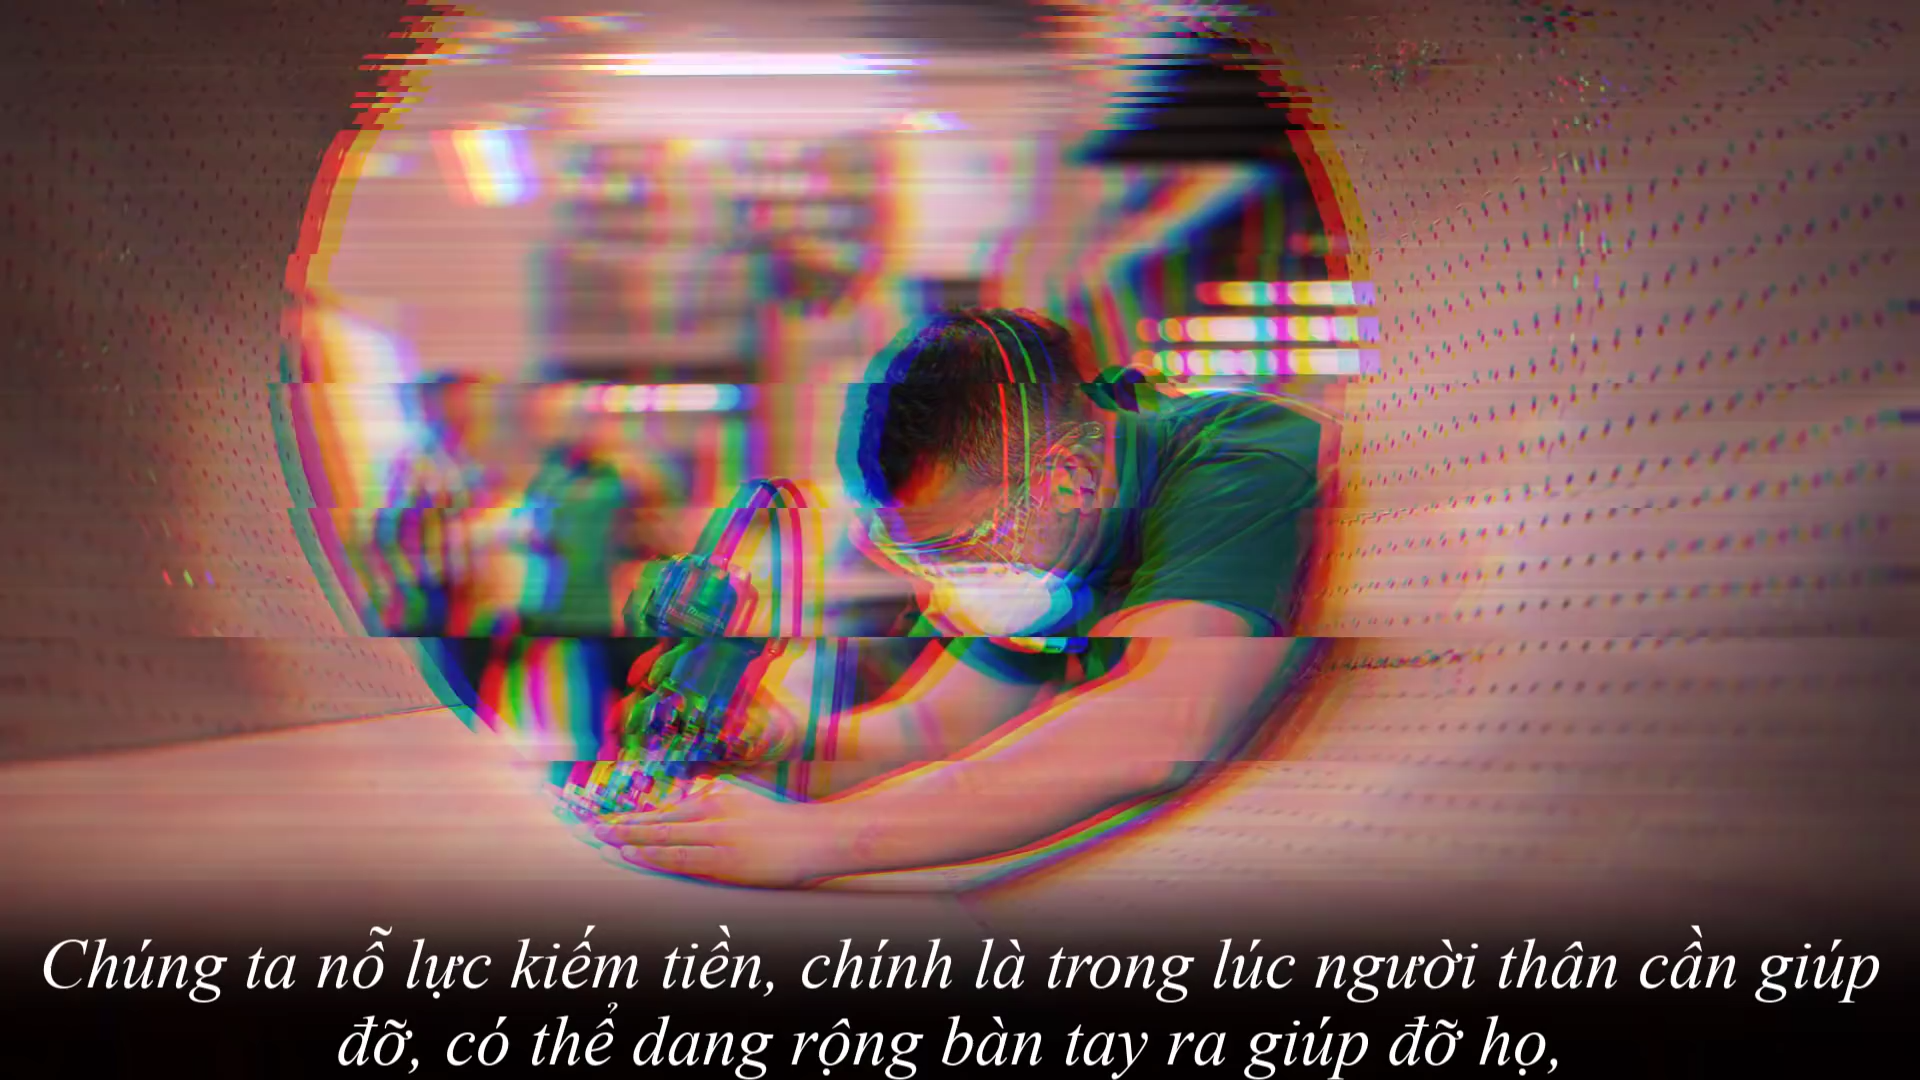 Chúng ta nỗ lực kiếm tiền, chính là trong lúc người thân cần giúp
đỡ, có thể dang rộng bàn tay ra giúp đỡ họ,